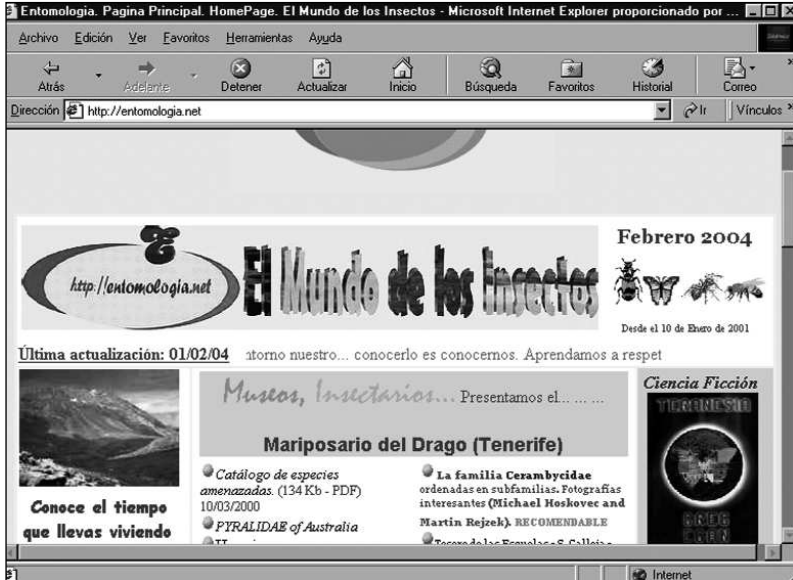 Entomologia. Pagina Principal. HomePage. El Mundo de los Insectos - Microsoft Internet Explorer proporcionado por ...
Archivo Edición Ver Favoritos Herramientas Ayuda
Atrás Adelante Detener Actualizar Inicio Búsqueda Favoritos Historial Correo
Dirección http://entomologia.net Ir Vínculos
http://entomologia.net
El Mundo de los Insectos
Febrero 2004
Desde el 10 de Enero de 2001
Última actualización: 01/02/04 ntorno nuestro... conocerlo es conocernos. Aprendamos a respet
Museos, Insectarios... Presentamos el... ... ...
Mariposario del Drago (Tenerife)
Conoce el tiempo
que llevas viviendo
Catálogo de especies
amenazadas. (134 Kb - PDF)
10/03/2000
PYRALIDAE of Australia
La familia Cerambycidae
ordenadas en subfamilias. Fotografías
interesantes (Michael Hoskovec and
Martin Rejzek). RECOMENDABLE
Ciencia Ficción
TERANESIA
GREG
EGAN
Internet